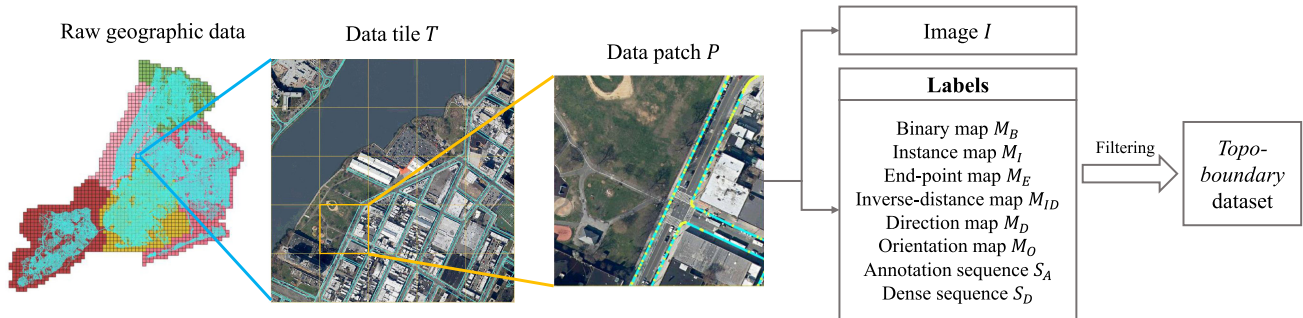 Raw geographic data
Data tile T
Data patch P
Image I
Labels
Binary map M_B
Instance map M_I
End-point map M_E
Inverse-distance map M_ID
Direction map M_D
Orientation map M_O
Annotation sequence S_A
Dense sequence S_D
Filtering
Topo-
boundary
dataset